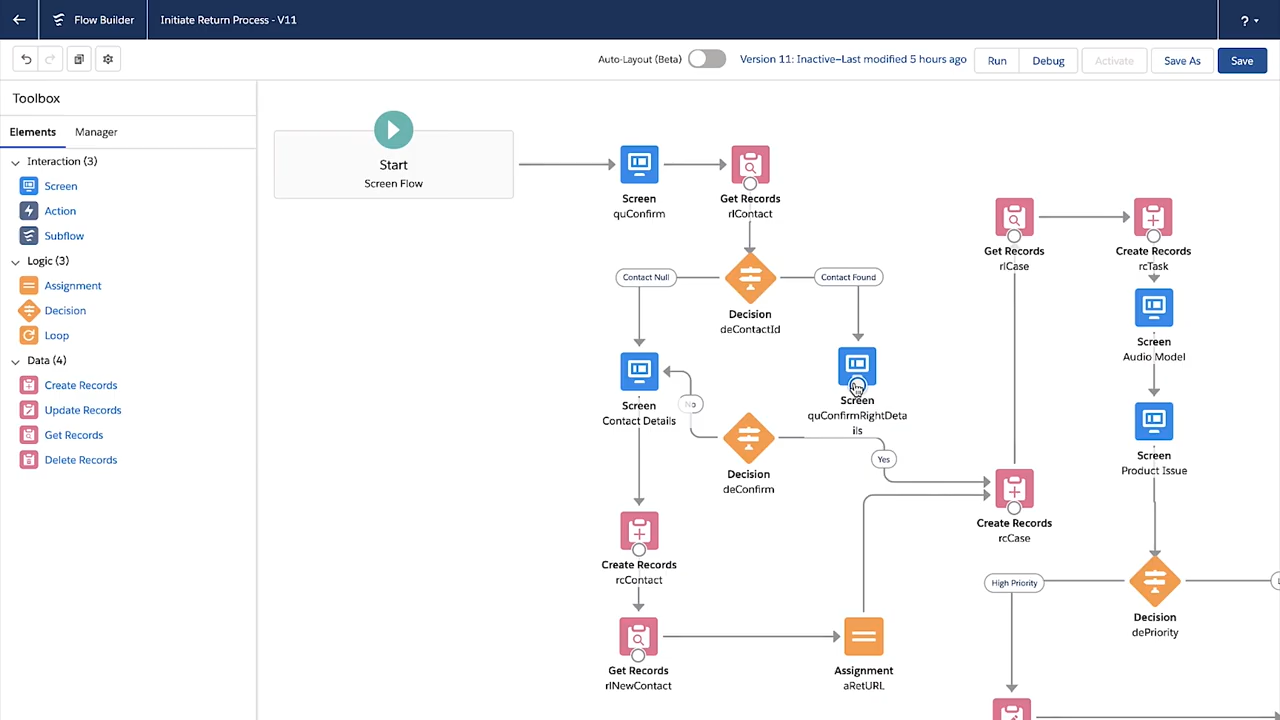 Flow Builder
Initiate Return Process - V11
?
Auto-Layout (Beta)
Version 11: Inactive–Last modified 5 hours ago
Run
Debug
Activate
Save As
Save
Toolbox
Elements
Manager
Interaction (3)
Screen
Action
Subflow
Logic (3)
Assignment
Decision
Loop
Data (4)
Create Records
Update Records
Get Records
Delete Records
Start
Screen Flow
Screen
quConfirm
Get Records
rlContact
Contact Null
Contact Found
Decision
deContactId
Screen
Contact Details
No
Screen
quConfirmRightDeta
ils
Decision
deConfirm
Yes
Create Records
rcContact
Get Records
rlNewContact
Assignment
aRetURL
Get Records
rlCase
Create Records
rcTask
Screen
Audio Model
Screen
Product Issue
Create Records
rcCase
High Priority
Decision
dePriority